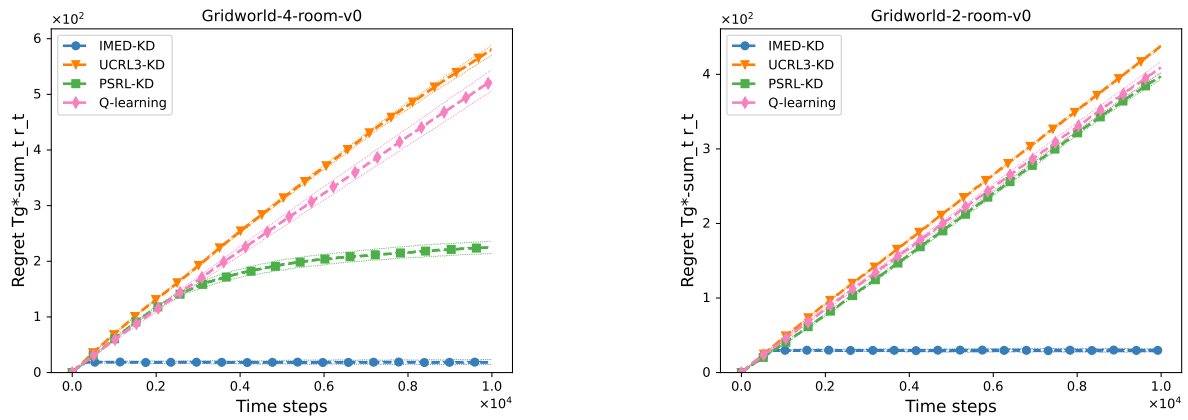 Gridworld-4-room-v0
×10²
IMED-KD
UCRL3-KD
PSRL-KD
Q-learning
Regret Tg*-sum_t r_t
6
5
4
3
2
1
0
0.0 0.2 0.4 0.6 0.8 1.0
Time steps
×10⁴
Gridworld-2-room-v0
×10²
IMED-KD
UCRL3-KD
PSRL-KD
Q-learning
Regret Tg*-sum_t r_t
4
3
2
1
0
0.0 0.2 0.4 0.6 0.8 1.0
Time steps
×10⁴